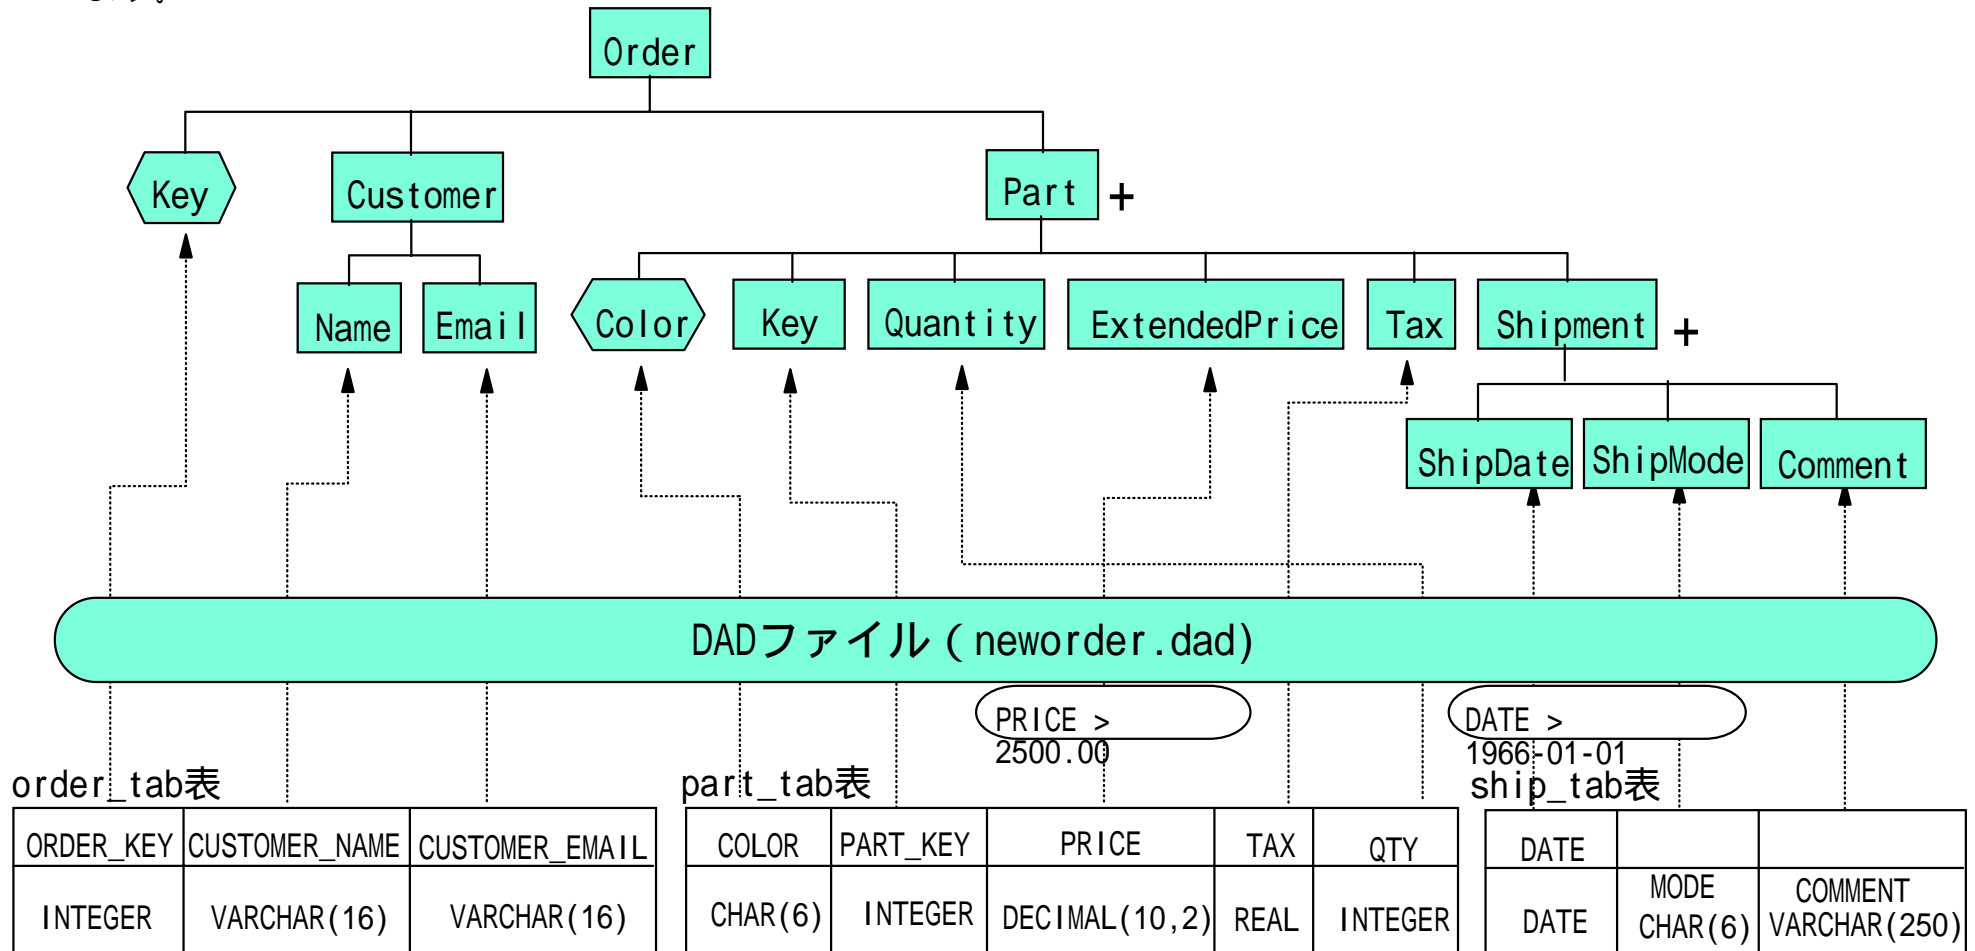 ます。
Order
Key
Customer
Part +
Name
Email
Color
Key
Quantity
ExtendedPrice
Tax
Shipment +
ShipDate
ShipMode
Comment
DADファイル(neworder.dad)
PRICE >
2500.00
DATE >
1966-01-01
order_tab表
part_tab表
ship_tab表
ORDER_KEY CUSTOMER_NAME CUSTOMER_EMAIL
INTEGER VARCHAR(16) VARCHAR(16)
COLOR PART_KEY PRICE TAX QTY
CHAR(6) INTEGER DECIMAL(10,2) REAL INTEGER
DATE
MODE COMMENT
DATE CHAR(6) VARCHAR(250)